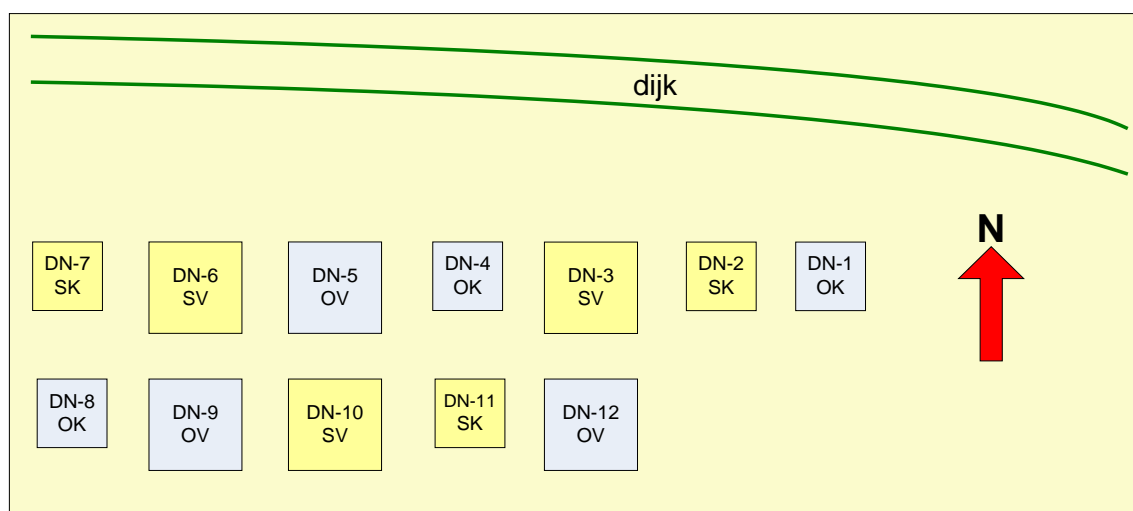 dijk
N
DN-7
SK
DN-6
SV
DN-5
OV
DN-4
OK
DN-3
SV
DN-2
SK
DN-1
OK
DN-8
OK
DN-9
OV
DN-10
SV
DN-11
SK
DN-12
OV